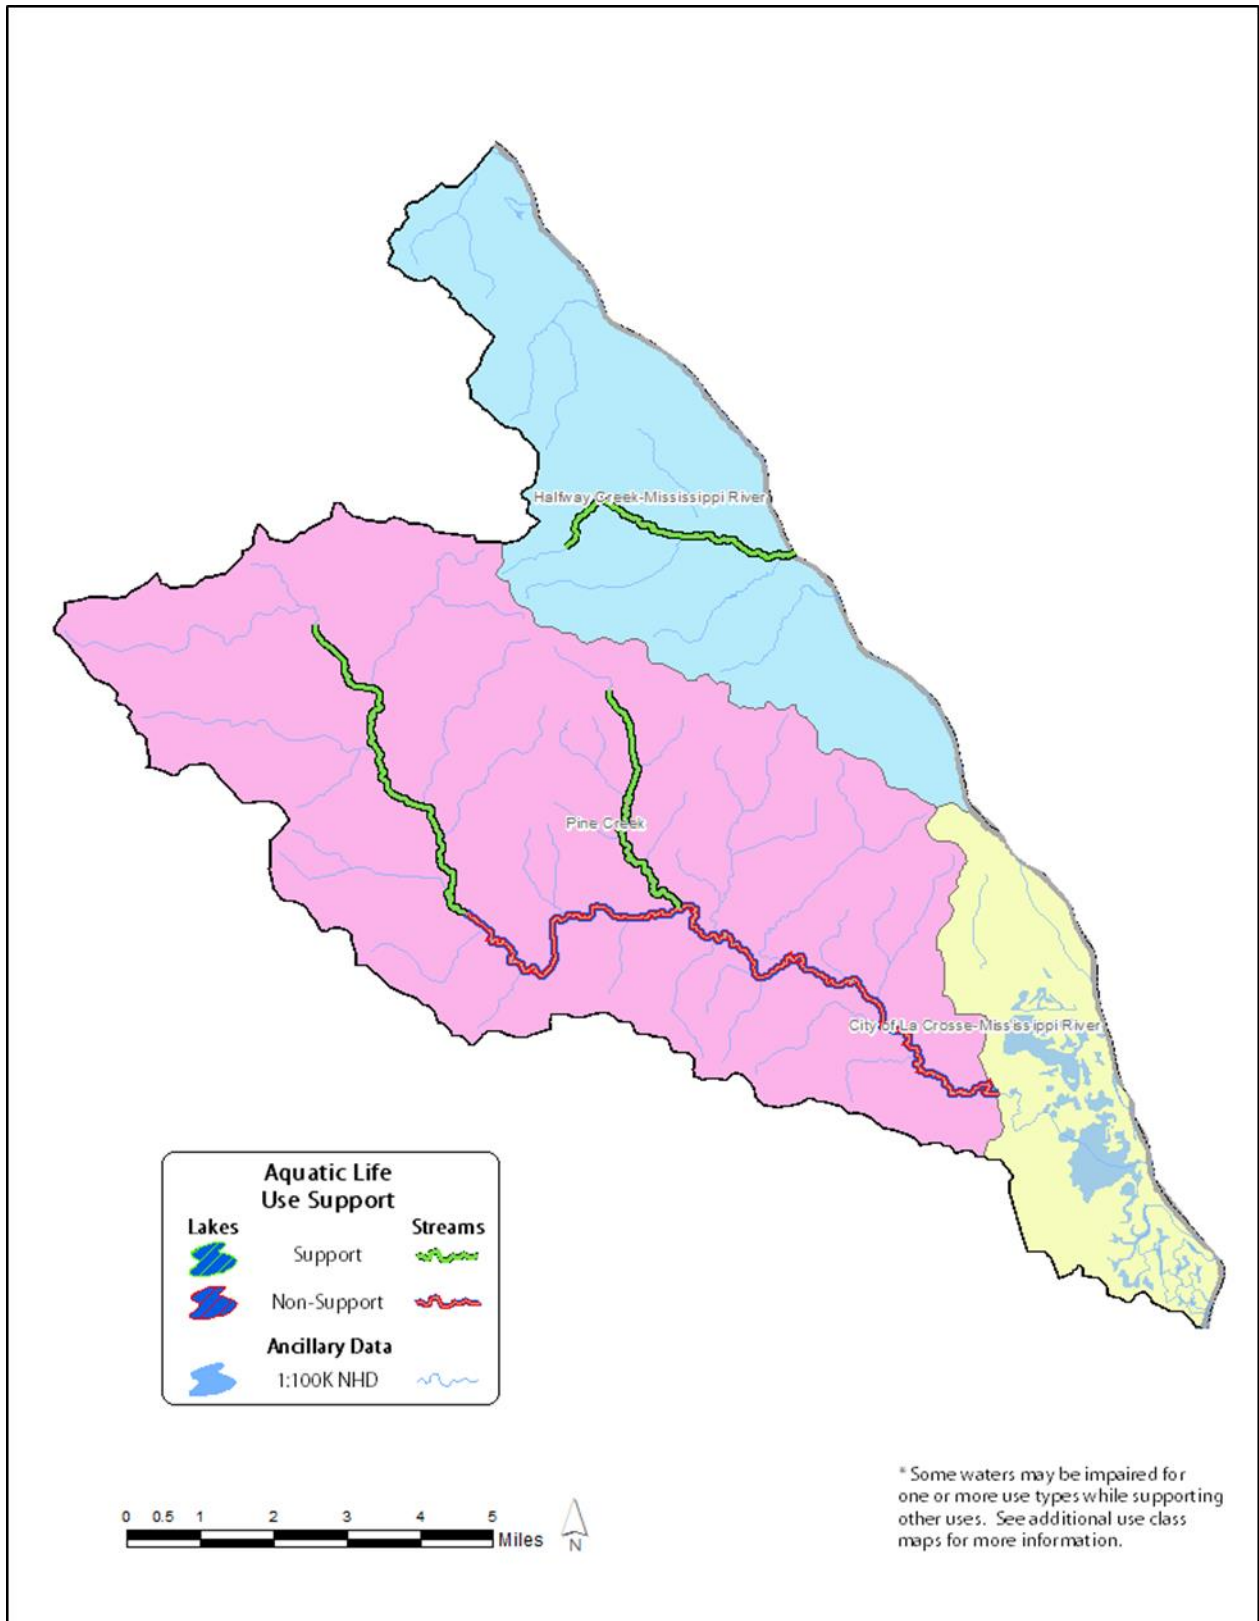 Halfway Creek-Mississippi River
Pine Creek
City of La Crosse-Mississippi River
Aquatic Life
Use Support
Lakes
Streams
Support
Non-Support
Ancillary Data
1:100K NHD
0 0.5 1 2 3 4 5
Miles
N
* Some waters may be impaired for
one or more use types while supporting
other uses. See additional use class
maps for more information.